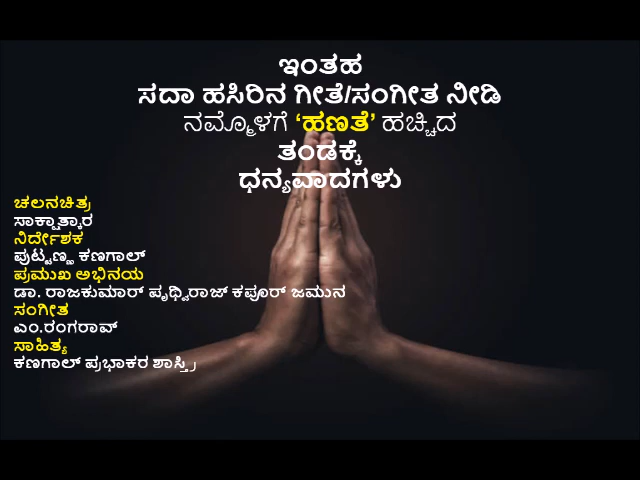 ಇಂತಹ
ಸದಾ ಹಸಿರಿನ ಗೀತೆ/ಸಂಗೀತ ನೀಡಿ
ನಮ್ಮೊಳಗೆ ‘ಹಣತೆ’ ಹಚ್ಚಿದ
ತಂಡಕ್ಕೆ
ಧನ್ಯವಾದಗಳು
ಚಲನಚಿತ್ರ
ಸಾಕ್ಷಾತ್ಕಾರ
ನಿರ್ದೇಶಕ
ಪುಟ್ಟಣ್ಣ ಕಣಗಾಲ್
ಪ್ರಮುಖ ಅಭಿನಯ
ಡಾ. ರಾಜಕುಮಾರ್ ಪೃಥ್ವಿರಾಜ್ ಕಪೂರ್ ಜಮುನ
ಸಂಗೀತ
ಎಂ.ರಂಗರಾವ್
ಸಾಹಿತ್ಯ
ಕಣಗಾಲ್ ಪ್ರಭಾಕರ ಶಾಸ್ತ್ರಿ